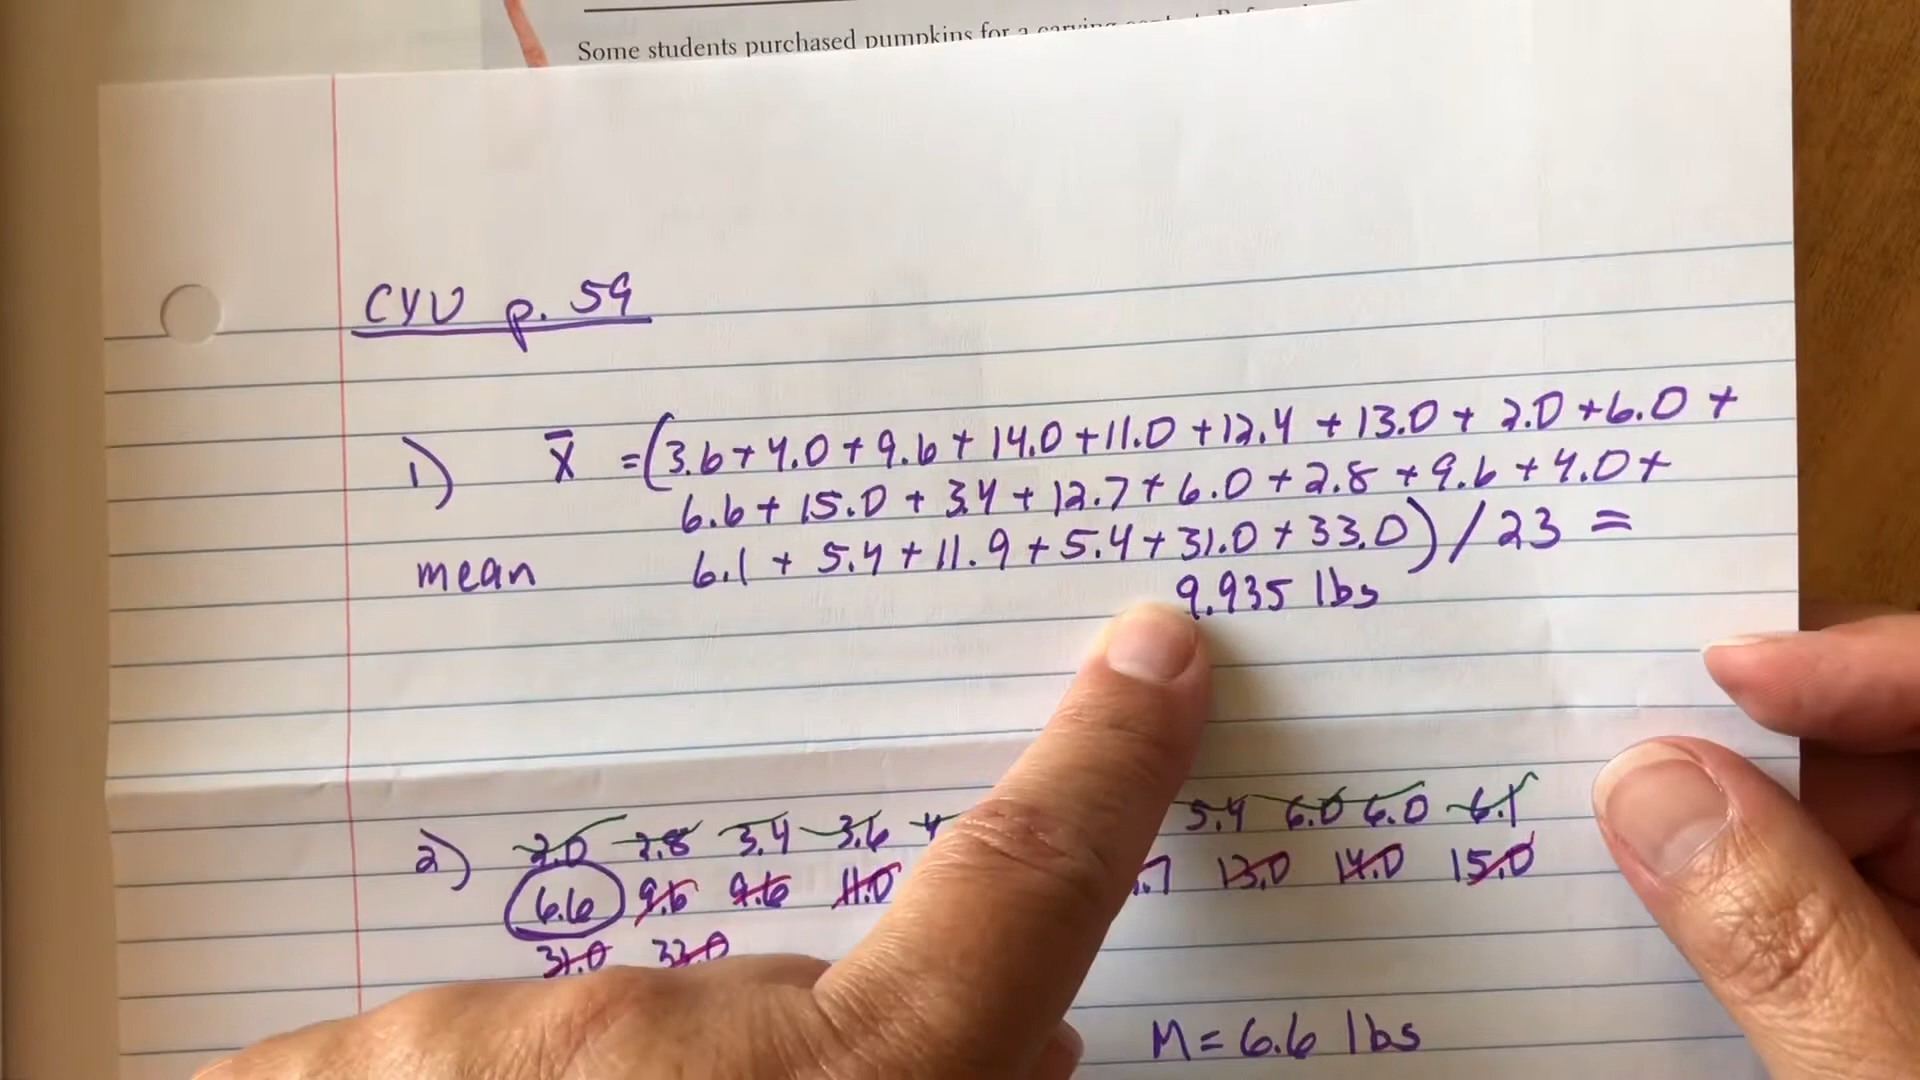 Some students purchased pumpkins for a carving
CYU p. 59
1) x̄ = (3.6 + 4.0 + 9.6 + 14.0 + 11.0 + 12.4 + 13.0 + 2.0 + 6.0 +
6.6 + 15.0 + 3.4 + 12.7 + 6.0 + 2.8 + 9.6 + 4.0 +
mean 6.1 + 5.4 + 11.9 + 5.4 + 31.0 + 33.0) / 23 =
9.935 lbs
2) 2.0 2.8 3.4 3.6 5.4 6.0 6.0 6.1
6.6 9.6 9.6 11.0 13.0 14.0 15.0
31.0 33.0
M = 6.6 lbs